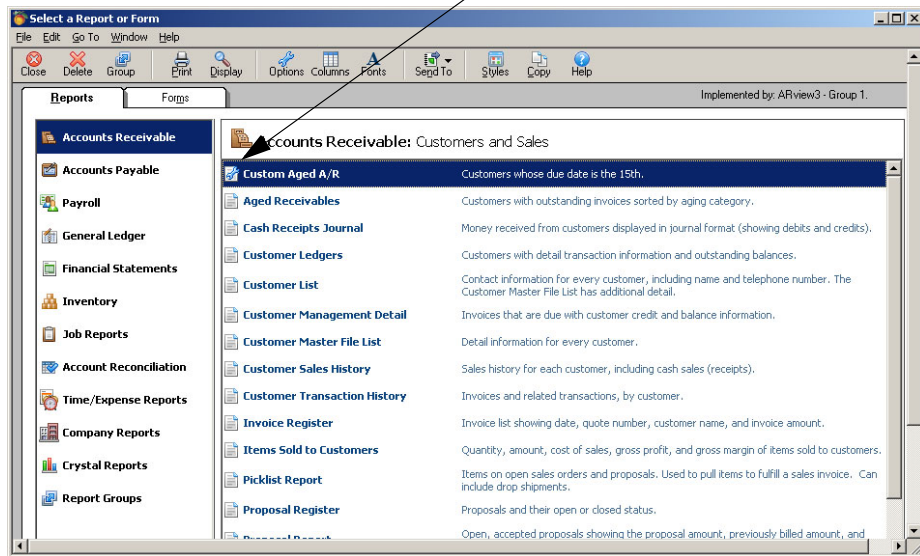 Select a Report or Form
File Edit Go To Window Help
Close Delete Group Print Display Options Columns Fonts Send To Styles Copy Help
Reports Forms Implemented by: ARview3 - Group 1.
Accounts Receivable
Accounts Payable
Payroll
General Ledger
Financial Statements
Inventory
Job Reports
Account Reconciliation
Time/Expense Reports
Company Reports
Crystal Reports
Report Groups
Accounts Receivable: Customers and Sales
Custom Aged A/R Customers whose due date is the 15th.
Aged Receivables Customers with outstanding invoices sorted by aging category.
Cash Receipts Journal Money received from customers displayed in journal format (showing debits and credits).
Customer Ledgers Customers with detail transaction information and outstanding balances.
Customer List Contact information for every customer, including name and telephone number. The
Customer Master File List has additional detail.
Customer Management Detail Invoices that are due with customer credit and balance information.
Customer Master File List Detail information for every customer.
Customer Sales History Sales history for each customer, including cash sales (receipts).
Customer Transaction History Invoices and related transactions, by customer.
Invoice Register Invoice list showing date, quote number, customer name, and invoice amount.
Items Sold to Customers Quantity, amount, cost of sales, gross profit, and gross margin of items sold to customers.
Picklist Report Items on open sales orders and proposals. Used to pull items to fulfill a sales invoice. Can
include drop shipments.
Proposal Register Proposals and their open or closed status.
Proposal Report Open, accepted proposals showing the proposal amount, previously billed amount, and